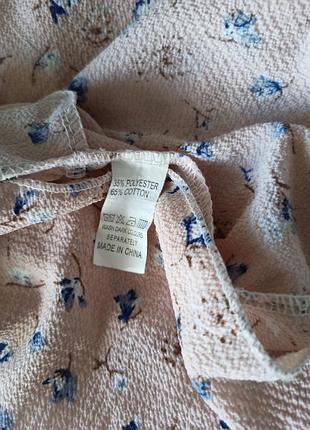 35% POLYESTER
65% COTTON
WASH DARK COLOURS
SEPARATELY
MADE IN CHINA